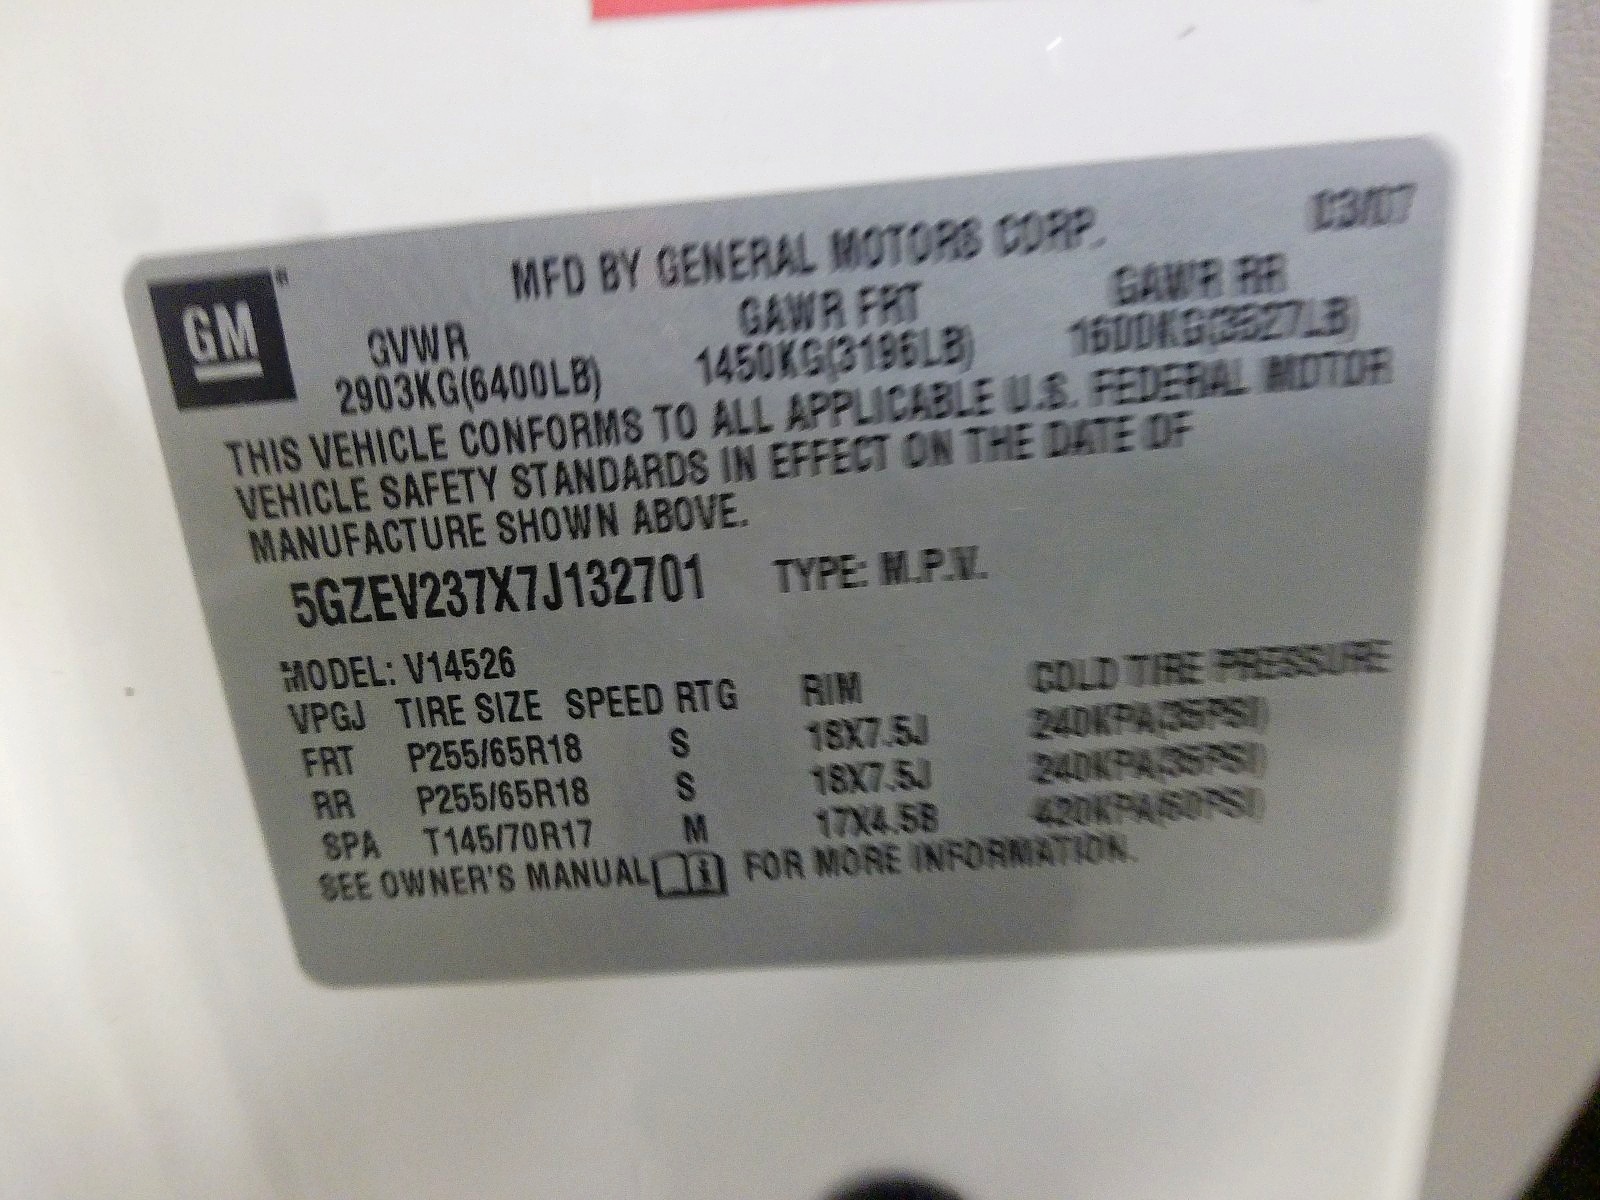 GM
MFD BY GENERAL MOTORS CORP. 03/07
GVWR GAWR FRT GAWR RR
2903KG(6400LB) 1450KG(3196LB) 1600KG(3527LB)
THIS VEHICLE CONFORMS TO ALL APPLICABLE U.S. FEDERAL MOTOR
VEHICLE SAFETY STANDARDS IN EFFECT ON THE DATE OF
MANUFACTURE SHOWN ABOVE.
5GZEV237X7J132701 TYPE: M.P.V.
MODEL: V14526
VPGJ TIRE SIZE SPEED RTG RIM COLD TIRE PRESSURE
FRT P255/65R18 S 18X7.5J 240KPA(35PSI)
RR P255/65R18 S 18X7.5J 240KPA(35PSI)
SPA T145/70R17 M 17X4.5B 420KPA(60PSI)
SEE OWNER'S MANUAL FOR MORE INFORMATION.